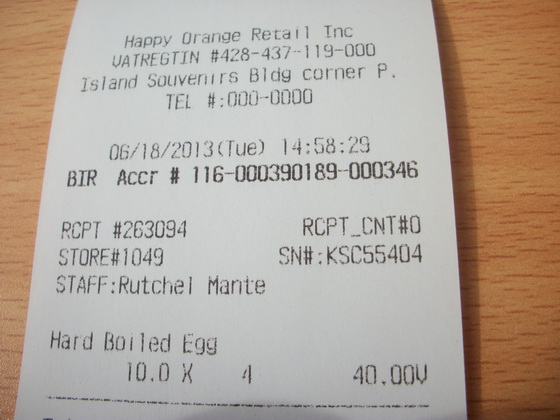 Happy Orange Retail Inc
VATREGTIN #428-437-119-000
Island Souvenirs Bldg corner P.
TEL #:000-0000
06/18/2013(Tue) 14:58:29
BIR Accr # 116-000390189-000346
RCPT #263094 RCPT_CNT#0
STORE#1049 SN#:KSC55404
STAFF:Rutchel Mante
Hard Boiled Egg
10.0 X 4 40.00V